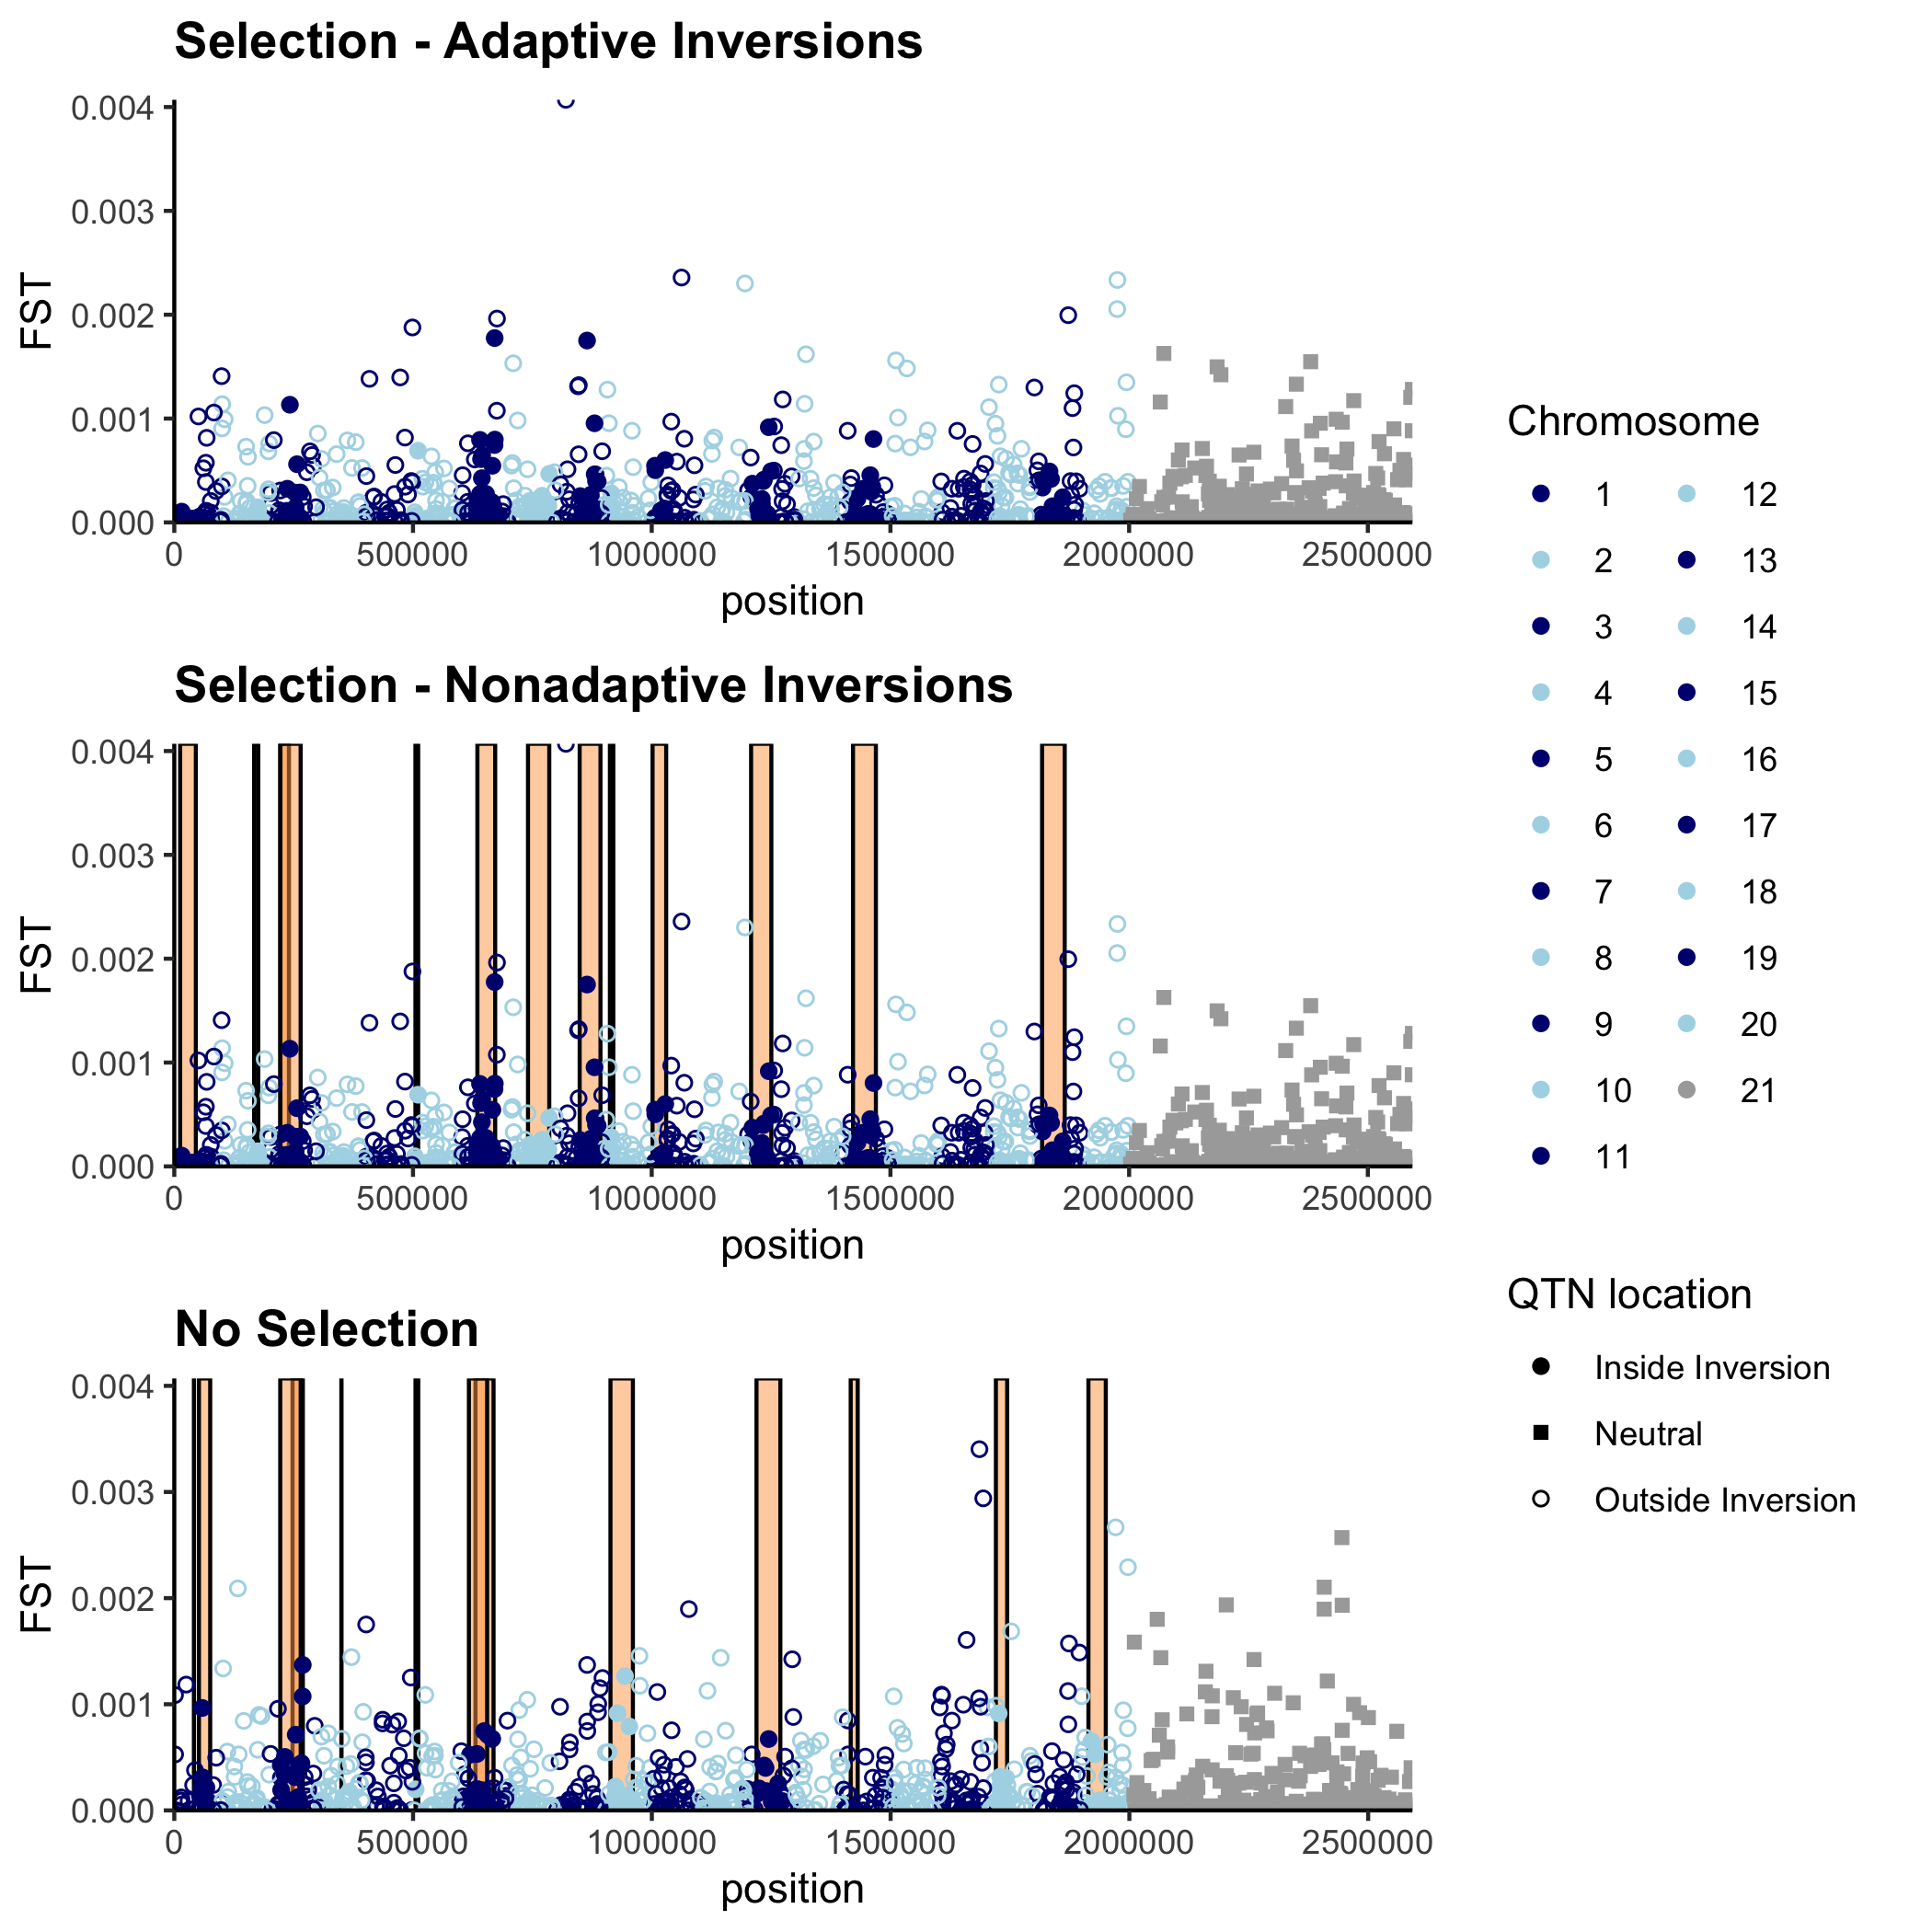 Selection - Adaptive Inversions
0.004
0.003
0.002
0.001
0.000
FST
0 500000 1000000 1500000 2000000 2500000
position
Selection - Nonadaptive Inversions
0.004
0.003
0.002
0.001
0.000
FST
0 500000 1000000 1500000 2000000 2500000
position
No Selection
0.004
0.003
0.002
0.001
0.000
FST
0 500000 1000000 1500000 2000000 2500000
position
Chromosome
1 12
2 13
3 14
4 15
5 16
6 17
7 18
8 19
9 20
10 21
11
QTN location
Inside Inversion
Neutral
Outside Inversion